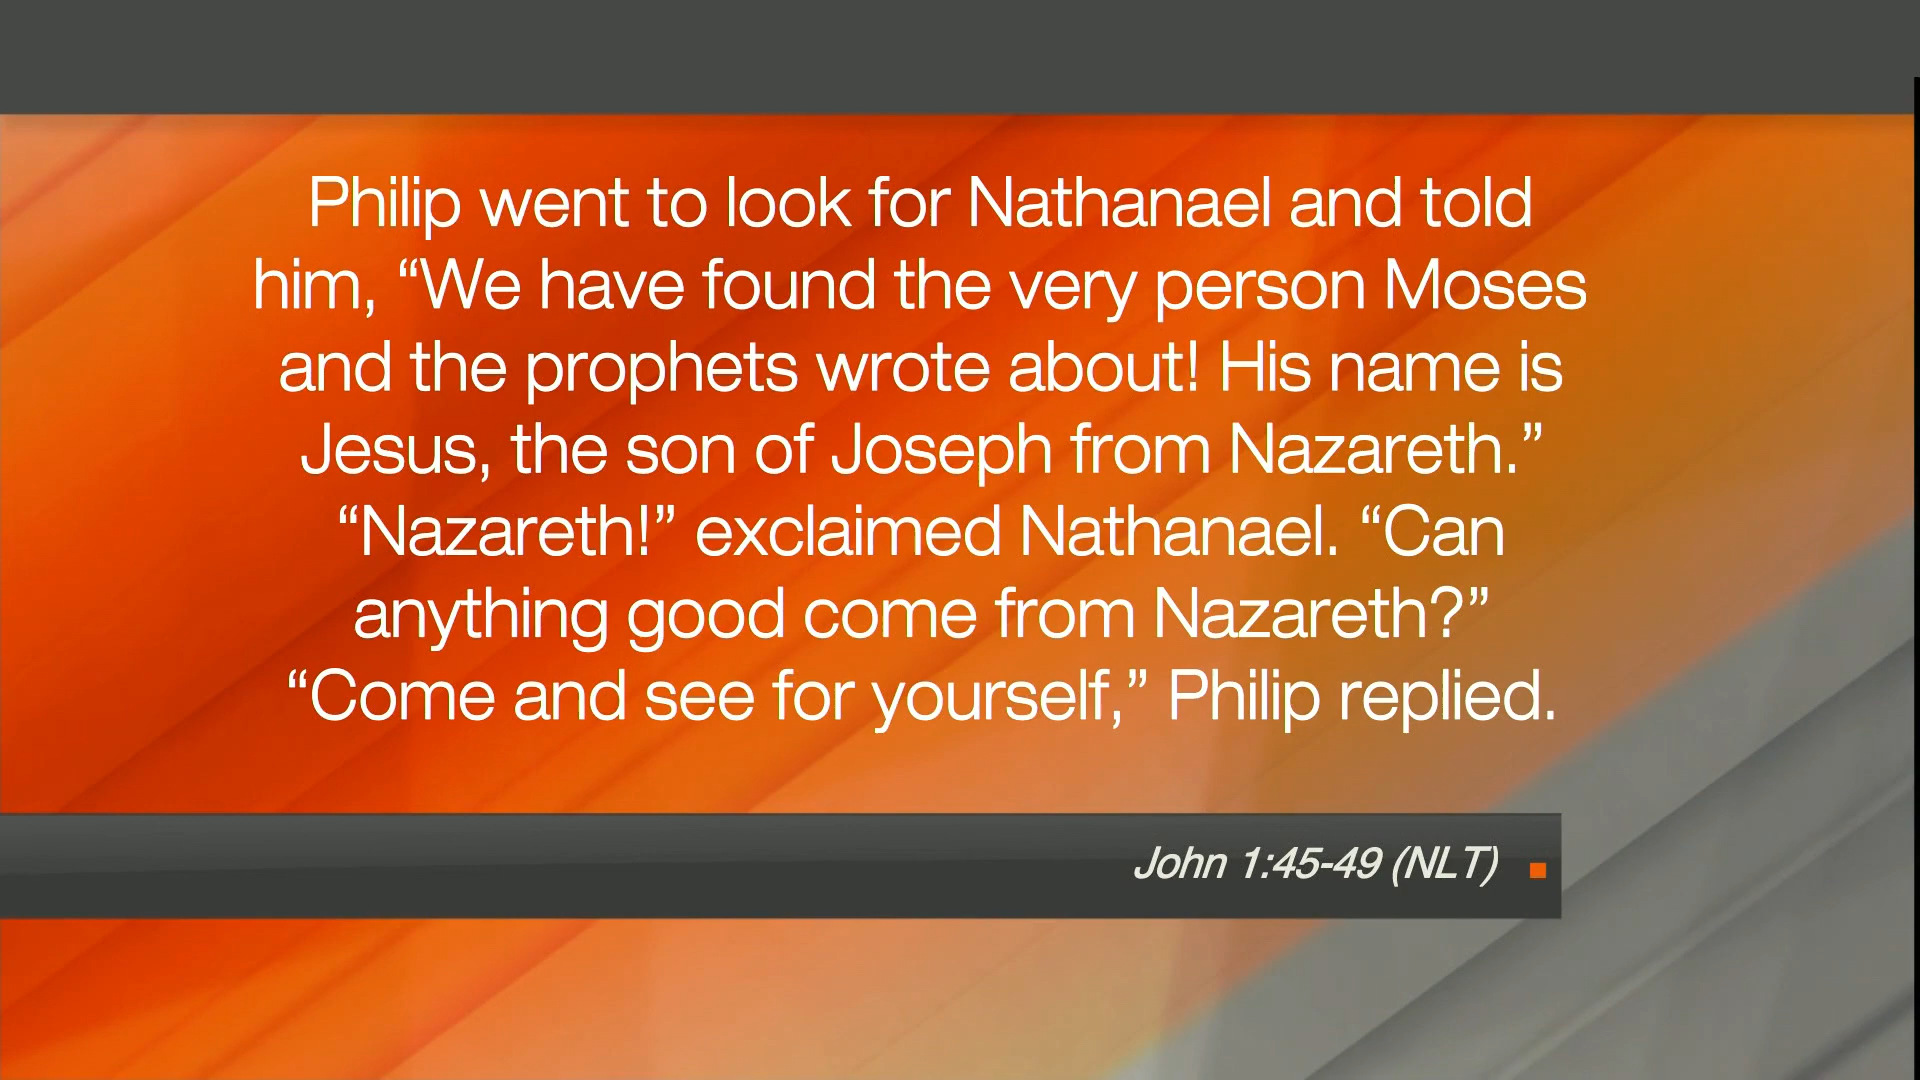 Philip went to look for Nathanael and told
him, “We have found the very person Moses
and the prophets wrote about! His name is
Jesus, the son of Joseph from Nazareth.”
“Nazareth!” exclaimed Nathanael. “Can
anything good come from Nazareth?”
“Come and see for yourself,” Philip replied.
John 1:45-49 (NLT)